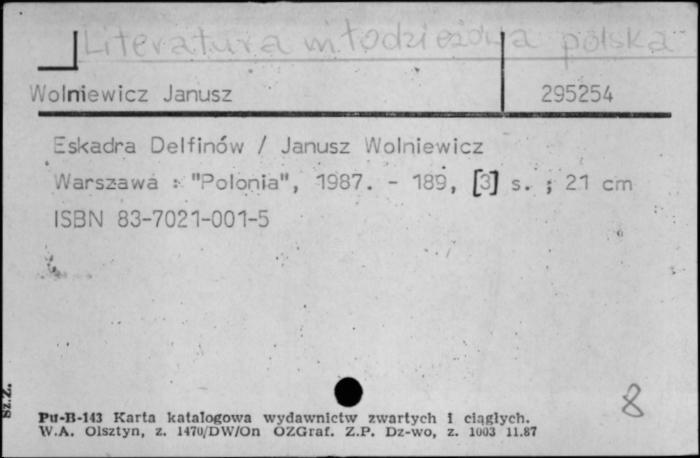 Literatura młodzieżowa polska
Wolniewicz Janusz 295254
Eskadra Delfinów / Janusz Wolniewicz
Warszawa : "Polonia", 1987. - 189, [3] s. ; 21 cm
ISBN 83-7021-001-5
8
Sz.Z.
Pu-B-143 Karta katalogowa wydawnictw zwartych i ciągłych.
W.A. Olsztyn, z. 1470/DW/On OZGraf. Z.P. Dz-wo, z. 1003 11.87